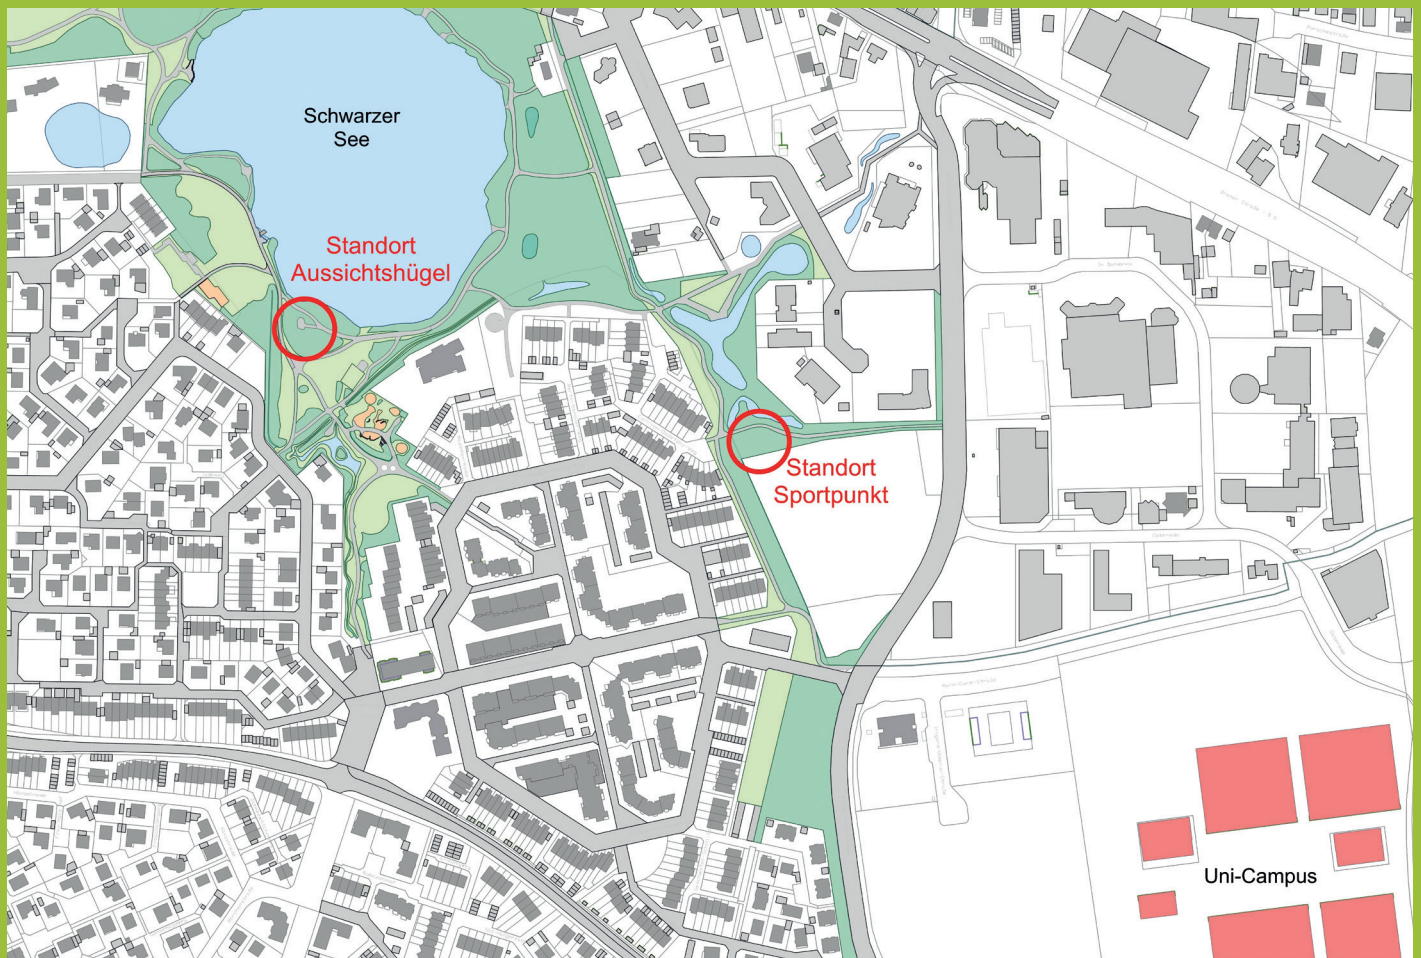 Schwarzer
See
Standort
Aussichtshügel
Standort
Sportpunkt
Uni-Campus